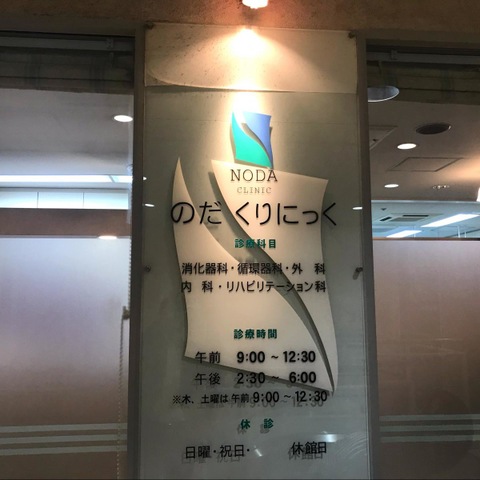 NODA
CLINIC
のだ くりにっく
診療科目
消化器科・循環器科・外　科
内　科・リハビリテーション科
診療時間
午前 9:00 ~ 12:30
午後 2:30 ~ 6:00
※木、土曜は午前 9:00 ~ 12:30
休 診
日曜・祝日・ 休館日